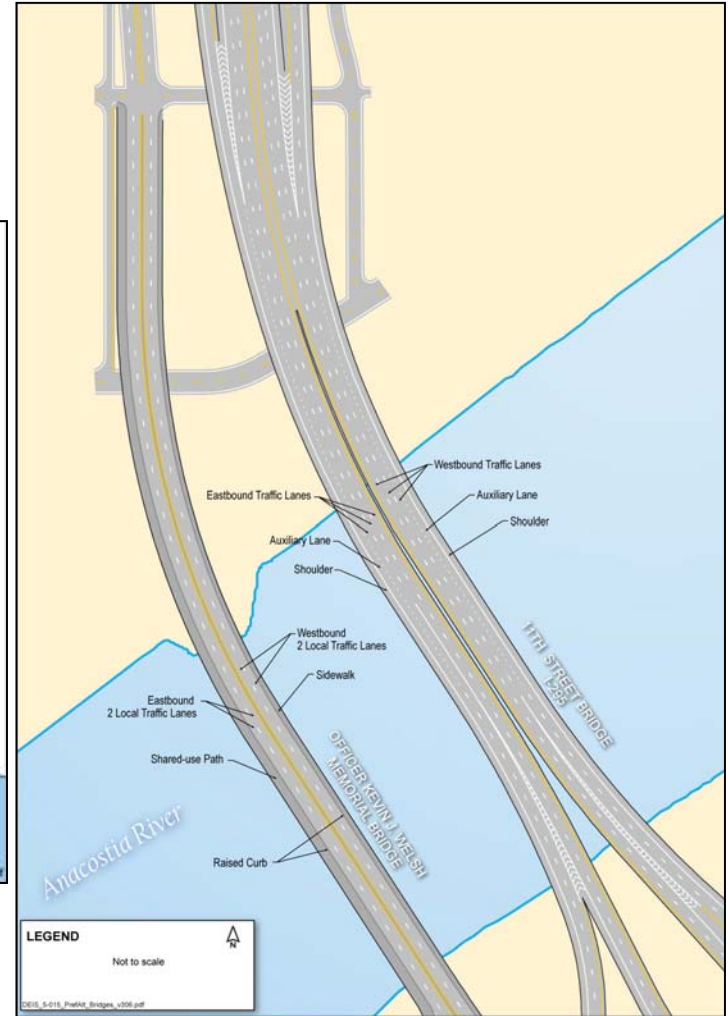 Westbound Traffic Lanes
Eastbound Traffic Lanes
Auxiliary Lane
Shoulder
Auxiliary Lane
Shoulder
11TH STREET BRIDGE
I-295
Westbound
2 Local Traffic Lanes
Sidewalk
Eastbound
2 Local Traffic Lanes
Shared-use Path
OFFICER KEVIN J. WELSH
MEMORIAL BRIDGE
Raised Curb
Anacostia River
LEGEND
N
Not to scale
DEIS_5-015_PrefAlt_Bridges_v306.pdf